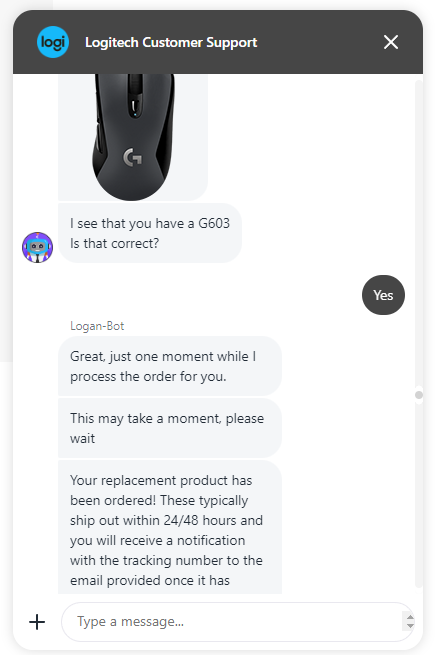 logi
Logitech Customer Support
G
I see that you have a G603
Is that correct?
Yes
Logan-Bot
Great, just one moment while I
process the order for you.
This may take a moment, please
wait
Your replacement product has
been ordered! These typically
ship out within 24/48 hours and
you will receive a notification
with the tracking number to the
email provided once it has
Type a message...